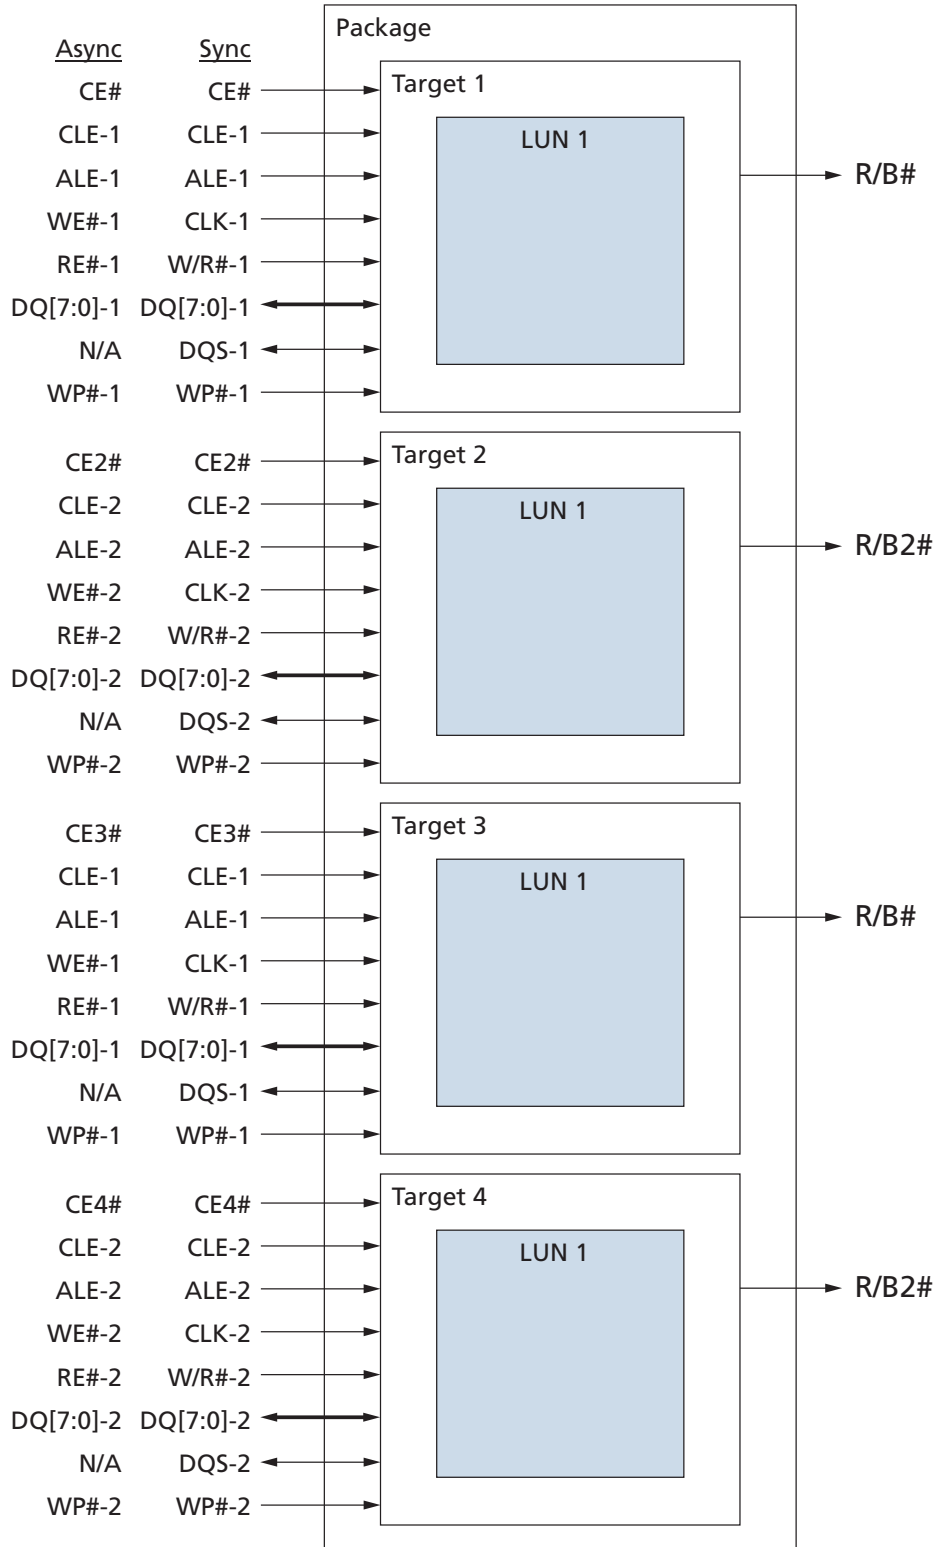 Package
Async Sync
CE# CE# Target 1
CLE-1 CLE-1 LUN 1
ALE-1 ALE-1 R/B#
WE#-1 CLK-1
RE#-1 W/R#-1
DQ[7:0]-1 DQ[7:0]-1
N/A DQS-1
WP#-1 WP#-1
CE2# CE2# Target 2
CLE-2 CLE-2 LUN 1
ALE-2 ALE-2 R/B2#
WE#-2 CLK-2
RE#-2 W/R#-2
DQ[7:0]-2 DQ[7:0]-2
N/A DQS-2
WP#-2 WP#-2
CE3# CE3# Target 3
CLE-1 CLE-1 LUN 1
ALE-1 ALE-1 R/B#
WE#-1 CLK-1
RE#-1 W/R#-1
DQ[7:0]-1 DQ[7:0]-1
N/A DQS-1
WP#-1 WP#-1
CE4# CE4# Target 4
CLE-2 CLE-2 LUN 1
ALE-2 ALE-2 R/B2#
WE#-2 CLK-2
RE#-2 W/R#-2
DQ[7:0]-2 DQ[7:0]-2
N/A DQS-2
WP#-2 WP#-2